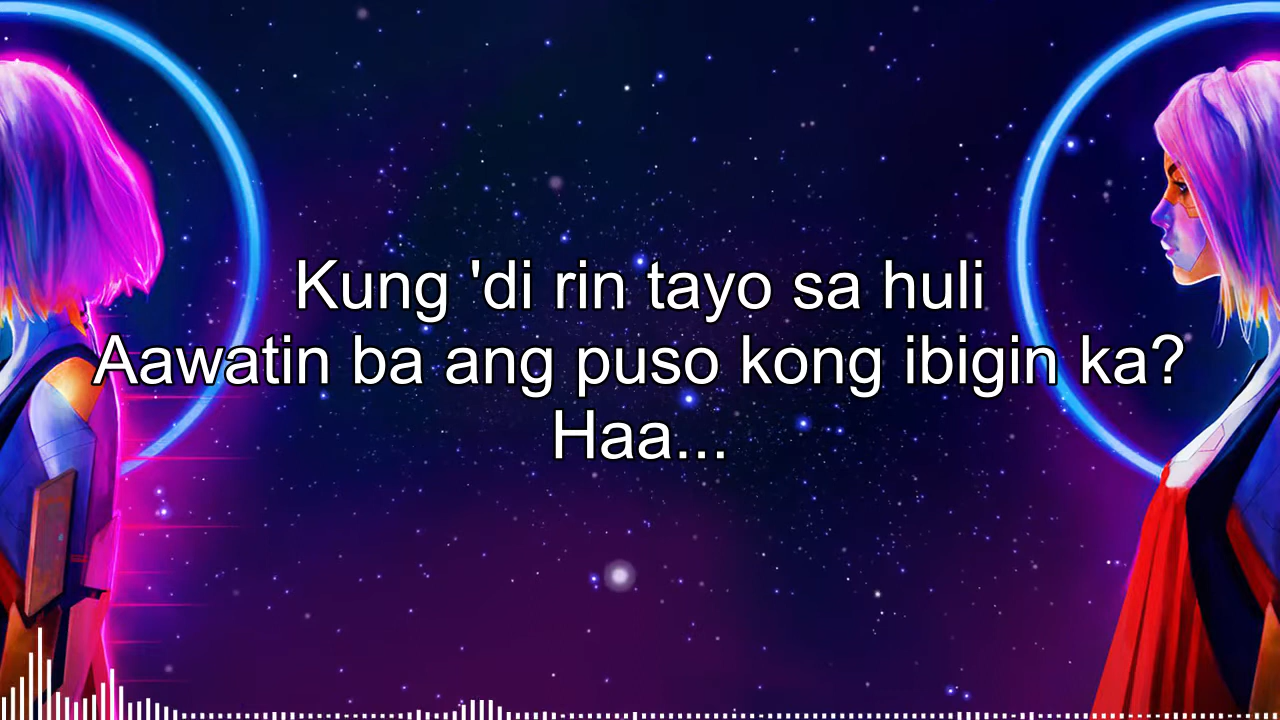 Kung 'di rin tayo sa huli
Aawatin ba ang puso kong ibigin ka?
Haa...